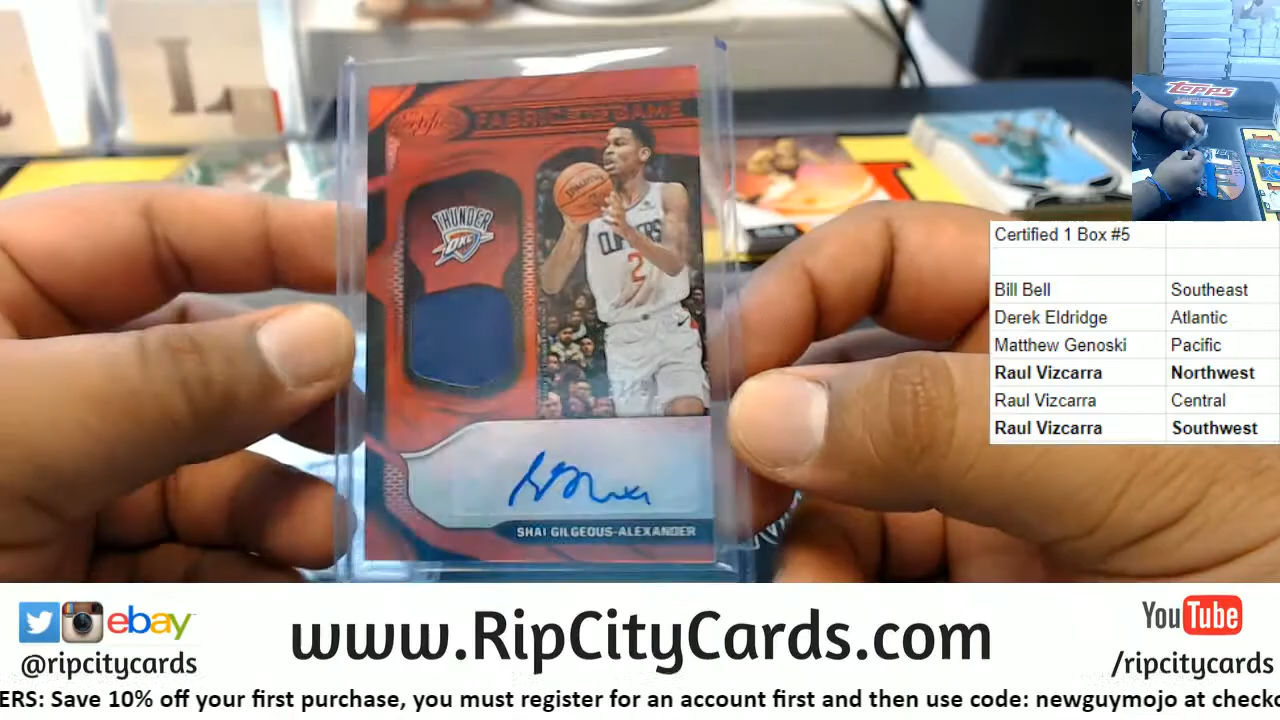 Certified
FABRIC OF THE GAME
THUNDER
OKC
SPALDING
CLIPPERS
2
SHAI GILGEOUS-ALEXANDER
Topps
Certified 1 Box #5
Bill Bell Southeast
Derek Eldridge Atlantic
Matthew Genoski Pacific
Raul Vizcarra Northwest
Raul Vizcarra Central
Raul Vizcarra Southwest
ebay
@ripcitycards
www.RipCityCards.com
YouTube
/ripcitycards
ERS: Save 10% off your first purchase, you must register for an account first and then use code: newguymojo at checko